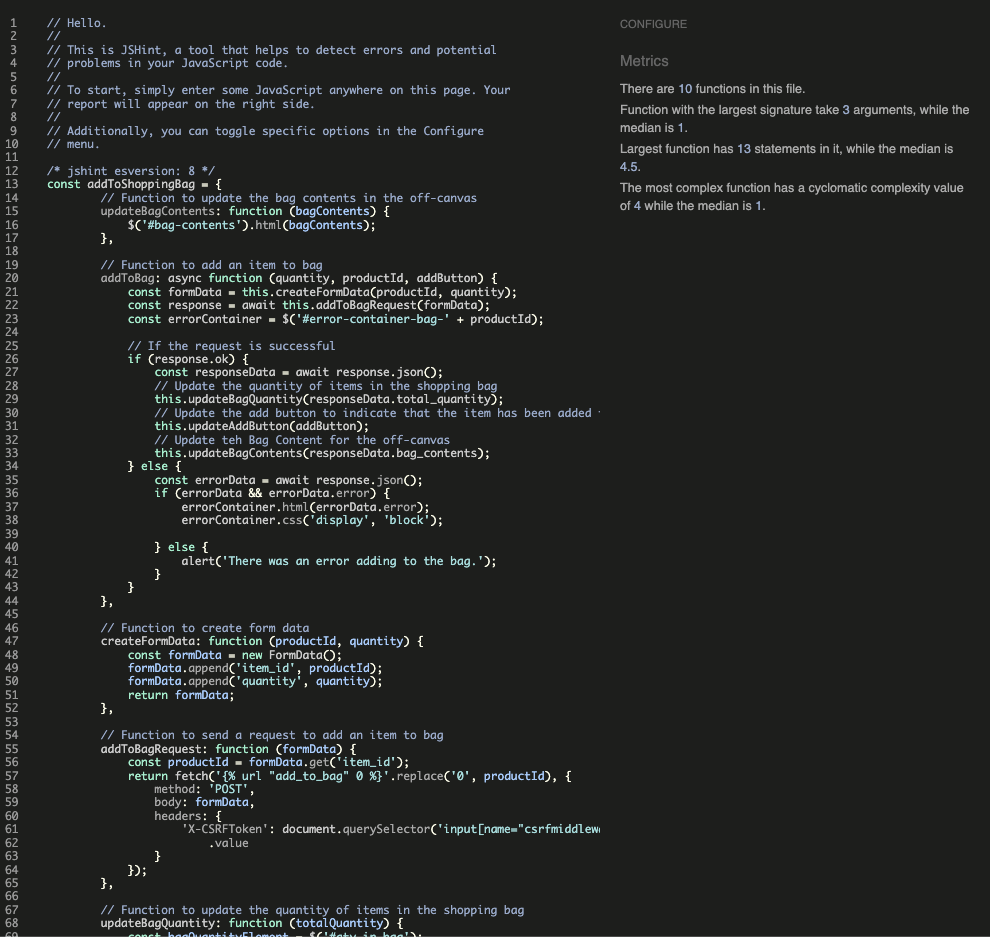 1 // Hello.
2 //
3 // This is JSHint, a tool that helps to detect errors and potential
4 // problems in your JavaScript code.
5 //
6 // To start, simply enter some JavaScript anywhere on this page. Your
7 // report will appear on the right side.
8 //
9 // Additionally, you can toggle specific options in the Configure
10 // menu.
11
12 /* jshint esversion: 8 */
13 const addToShoppingBag = {
14 // Function to update the bag contents in the off-canvas
15 updateBagContents: function (bagContents) {
16 $('#bag-contents').html(bagContents);
17 },
18
19 // Function to add an item to bag
20 addToBag: async function (quantity, productId, addButton) {
21 const formData = this.createFormData(productId, quantity);
22 const response = await this.addToBagRequest(formData);
23 const errorContainer = $('#error-container-bag-' + productId);
24
25 // If the request is successful
26 if (response.ok) {
27 const responseData = await response.json();
28 // Update the quantity of items in the shopping bag
29 this.updateBagQuantity(responseData.total_quantity);
30 // Update the add button to indicate that the item has been added
31 this.updateAddButton(addButton);
32 // Update teh Bag Content for the off-canvas
33 this.updateBagContents(responseData.bag_contents);
34 } else {
35 const errorData = await response.json();
36 if (errorData && errorData.error) {
37 errorContainer.html(errorData.error);
38 errorContainer.css('display', 'block');
39
40 } else {
41 alert('There was an error adding to the bag.');
42 }
43 }
44 },
45
46 // Function to create form data
47 createFormData: function (productId, quantity) {
48 const formData = new FormData();
49 formData.append('item_id', productId);
50 formData.append('quantity', quantity);
51 return formData;
52 },
53
54 // Function to send a request to add an item to bag
55 addToBagRequest: function (formData) {
56 const productId = formData.get('item_id');
57 return fetch('{% url "add_to_bag" 0 %}'.replace('0', productId), {
58 method: 'POST',
59 body: formData,
60 headers: {
61 'X-CSRFToken': document.querySelector('input[name="csrfmiddlew
62 .value
63 }
64 });
65 },
66
67 // Function to update the quantity of items in the shopping bag
68 updateBagQuantity: function (totalQuantity) {
69 const bagQuantityElement = $('#qty-in-bag');
CONFIGURE
Metrics
There are 10 functions in this file.
Function with the largest signature take 3 arguments, while the
median is 1.
Largest function has 13 statements in it, while the median is
4.5.
The most complex function has a cyclomatic complexity value
of 4 while the median is 1.